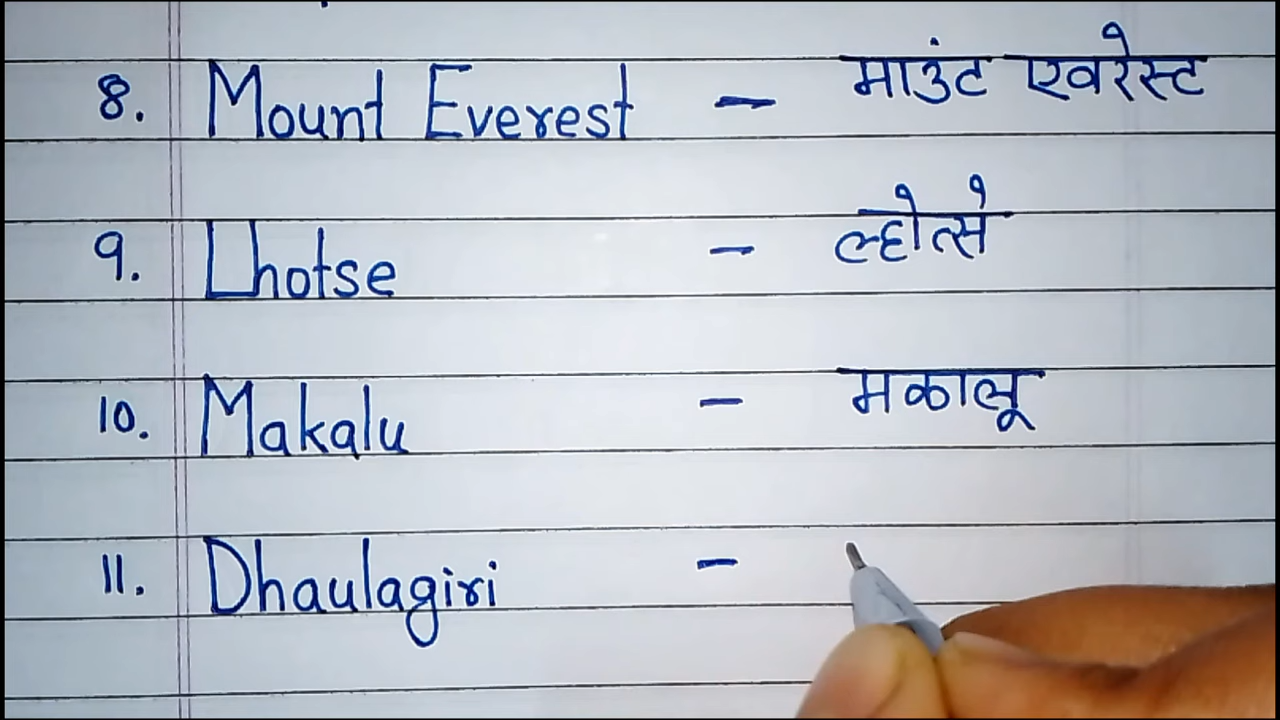 8. Mount Everest - माउंट एवरेस्ट
9. Lhotse - ल्होत्से
10. Makalu - मकालू
11. Dhaulagiri -